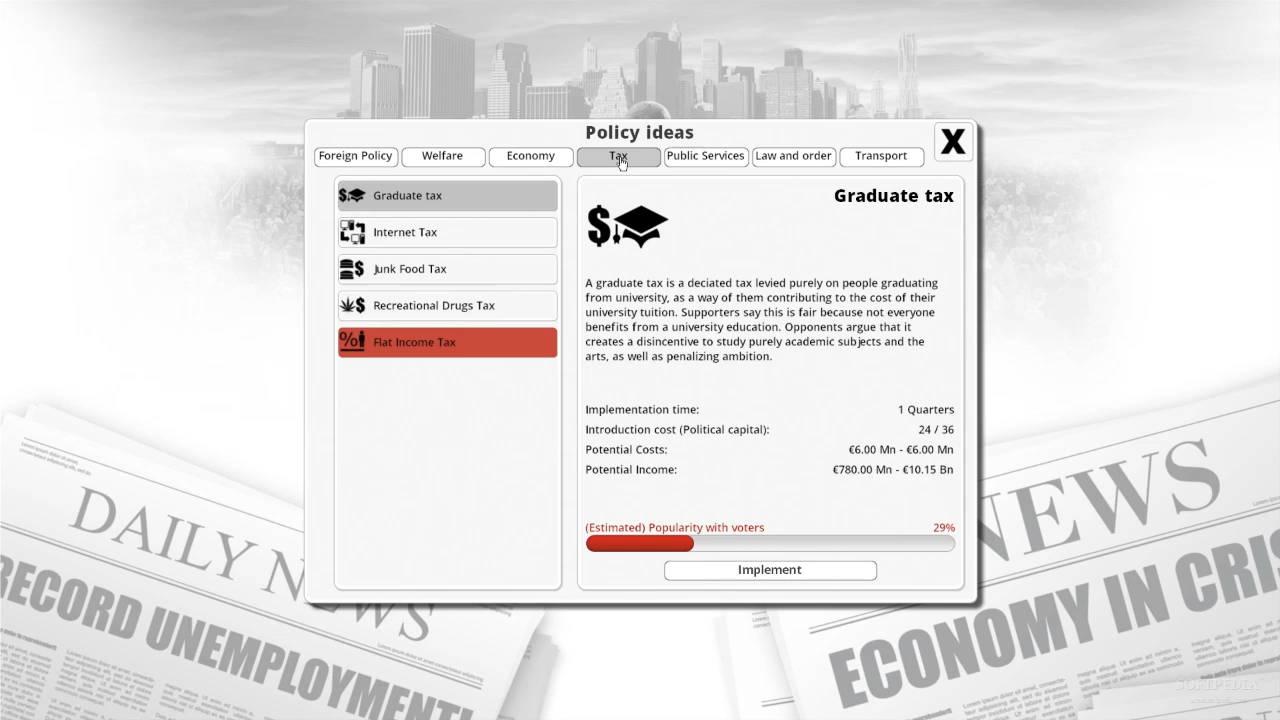 Policy ideas
X
Foreign Policy
Welfare
Economy
Tax
Public Services
Law and order
Transport
Graduate tax
Internet Tax
Junk Food Tax
Recreational Drugs Tax
Flat Income Tax
Graduate tax
A graduate tax is a deciated tax levied purely on people graduating
from university, as a way of them contributing to the cost of their
university tuition. Supporters say this is fair because not everyone
benefits from a university education. Opponents argue that it
creates a disincentive to study purely academic subjects and the
arts, as well as penalizing ambition.
Implementation time: 1 Quarters
Introduction cost (Political capital): 24 / 36
Potential Costs: €6.00 Mn - €6.00 Mn
Potential Income: €780.00 Mn - €10.15 Bn
(Estimated) Popularity with voters 29%
Implement
DAILY NEWS
RECORD UNEMPLOYMENT!
NEWS
ECONOMY IN CRIS
SOFTPEDIA